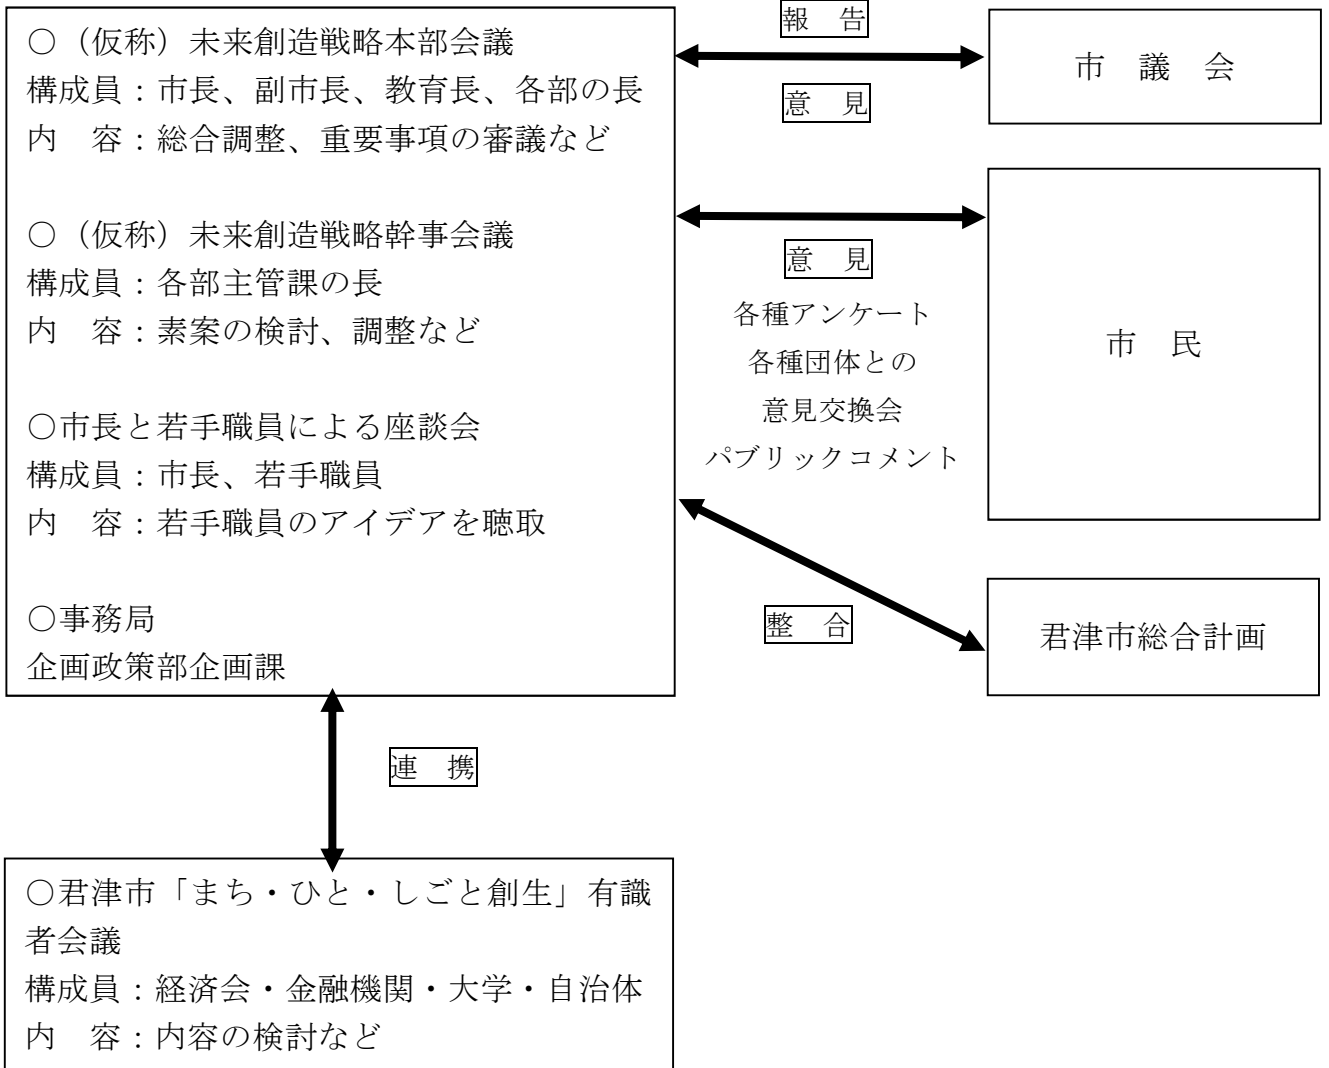 ○（仮称）未来創造戦略本部会議
構成員：市長、副市長、教育長、各部の長
内　容：総合調整、重要事項の審議など
○（仮称）未来創造戦略幹事会議
構成員：各部主管課の長
内　容：素案の検討、調整など
○市長と若手職員による座談会
構成員：市長、若手職員
内　容：若手職員のアイデアを聴取
○事務局
企画政策部企画課
報　告
意　見
市　議　会
意　見
各種アンケート
各種団体との
意見交換会
パブリックコメント
市　民
整　合
君津市総合計画
連　携
○君津市「まち・ひと・しごと創生」有識
者会議
構成員：経済会・金融機関・大学・自治体
内　容：内容の検討など